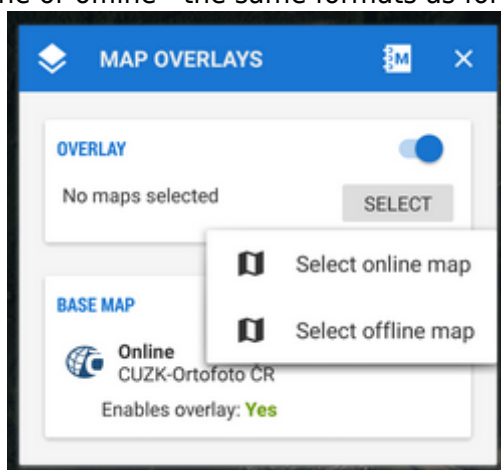 MAP OVERLAYS
M
OVERLAY
No maps selected
SELECT
Select online map
Select offline map
BASE MAP
Online
CUZK-Ortofoto ČR
Enables overlay: Yes